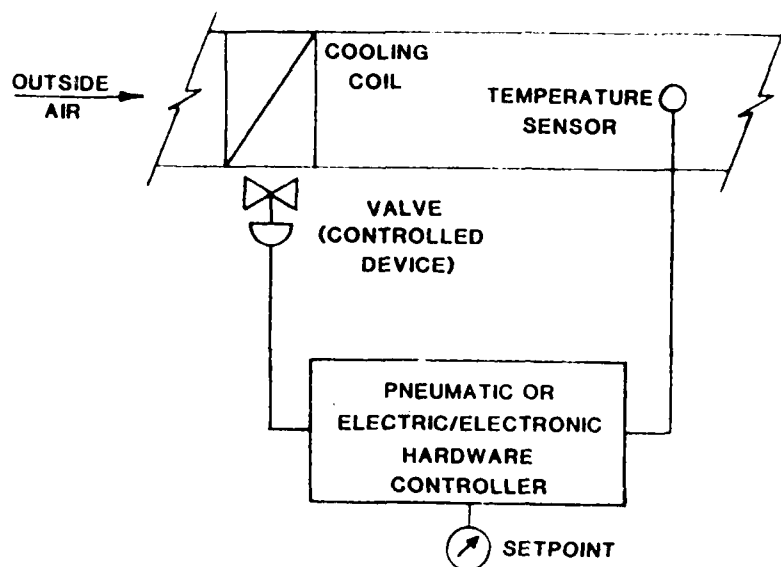 COOLING
COIL
OUTSIDE
AIR
TEMPERATURE
SENSOR
VALVE
(CONTROLLED
DEVICE)
PNEUMATIC OR
ELECTRIC/ELECTRONIC
HARDWARE
CONTROLLER
SETPOINT